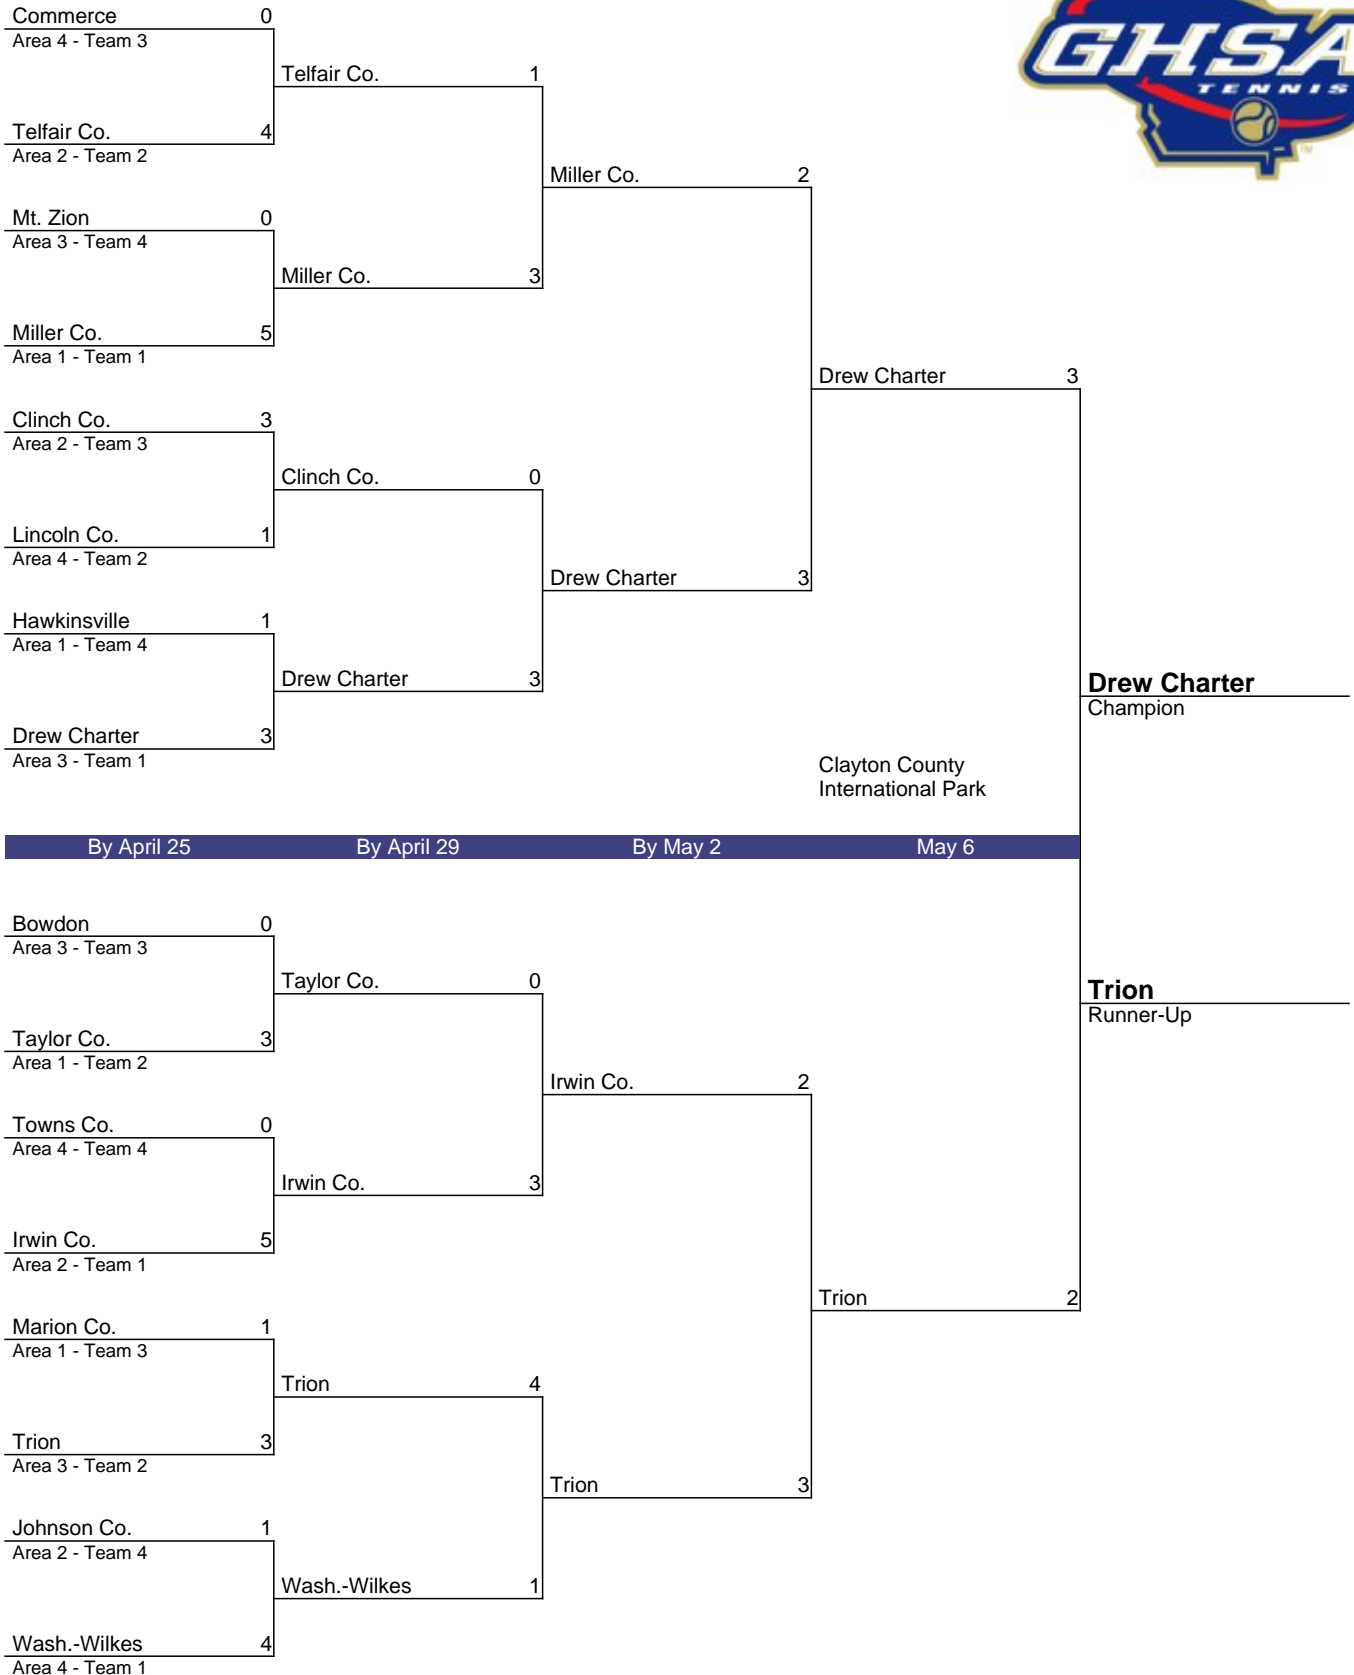 GHSA
TENNIS
TM
Commerce 0
Area 4 - Team 3
Telfair Co. 1
Telfair Co. 4
Area 2 - Team 2
Miller Co. 2
Mt. Zion 0
Area 3 - Team 4
Miller Co. 3
Miller Co. 5
Area 1 - Team 1
Drew Charter 3
Clinch Co. 3
Area 2 - Team 3
Clinch Co. 0
Lincoln Co. 1
Area 4 - Team 2
Drew Charter 3
Hawkinsville 1
Area 1 - Team 4
Drew Charter 3
Drew Charter
Champion
Drew Charter 3
Area 3 - Team 1
Clayton County
International Park
By April 25 By April 29 By May 2 May 6
Bowdon 0
Area 3 - Team 3
Taylor Co. 0
Trion
Runner-Up
Taylor Co. 3
Area 1 - Team 2
Irwin Co. 2
Towns Co. 0
Area 4 - Team 4
Irwin Co. 3
Irwin Co. 5
Area 2 - Team 1
Trion 2
Marion Co. 1
Area 1 - Team 3
Trion 4
Trion 3
Area 3 - Team 2
Trion 3
Johnson Co. 1
Area 2 - Team 4
Wash.-Wilkes 1
Wash.-Wilkes 4
Area 4 - Team 1